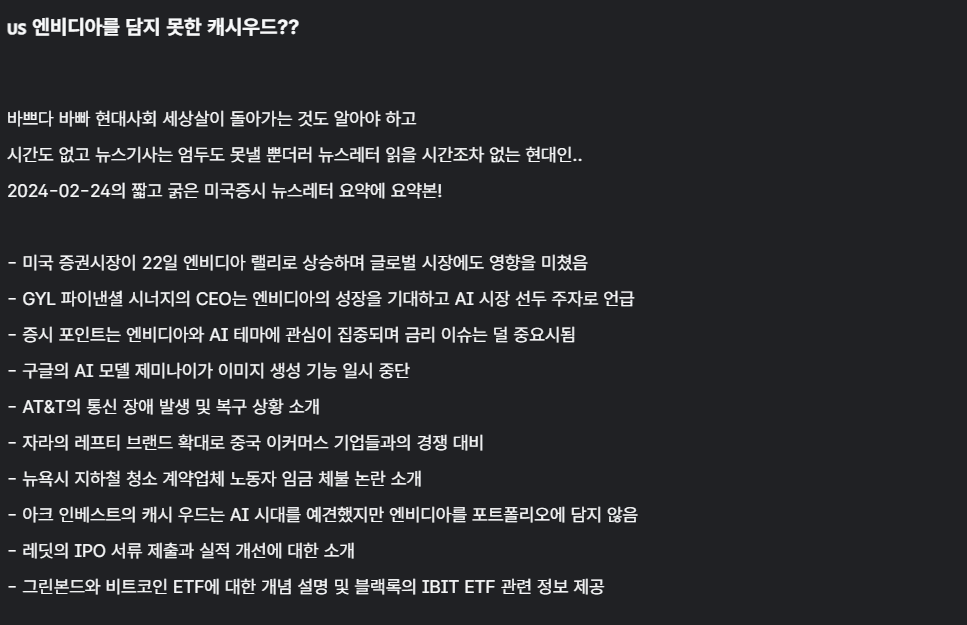 us 엔비디아를 담지 못한 캐시우드??
바쁘다 바빠 현대사회 세상살이 돌아가는 것도 알아야 하고
시간도 없고 뉴스기사는 엄두도 못낼 뿐더러 뉴스레터 읽을 시간조차 없는 현대인..
2024-02-24의 짧고 굵은 미국증시 뉴스레터 요약에 요약본!
- 미국 증권시장이 22일 엔비디아 랠리로 상승하며 글로벌 시장에도 영향을 미쳤음
- GYL 파이낸셜 시너지의 CEO는 엔비디아의 성장을 기대하고 AI 시장 선두 주자로 언급
- 증시 포인트는 엔비디아와 AI 테마에 관심이 집중되며 금리 이슈는 덜 중요시됨
- 구글의 AI 모델 제미나이가 이미지 생성 기능 일시 중단
- AT&T의 통신 장애 발생 및 복구 상황 소개
- 자라의 레프티 브랜드 확대로 중국 이커머스 기업들과의 경쟁 대비
- 뉴욕시 지하철 청소 계약업체 노동자 임금 체불 논란 소개
- 아크 인베스트의 캐시 우드는 AI 시대를 예견했지만 엔비디아를 포트폴리오에 담지 않음
- 레딧의 IPO 서류 제출과 실적 개선에 대한 소개
- 그린본드와 비트코인 ETF에 대한 개념 설명 및 블랙록의 IBIT ETF 관련 정보 제공